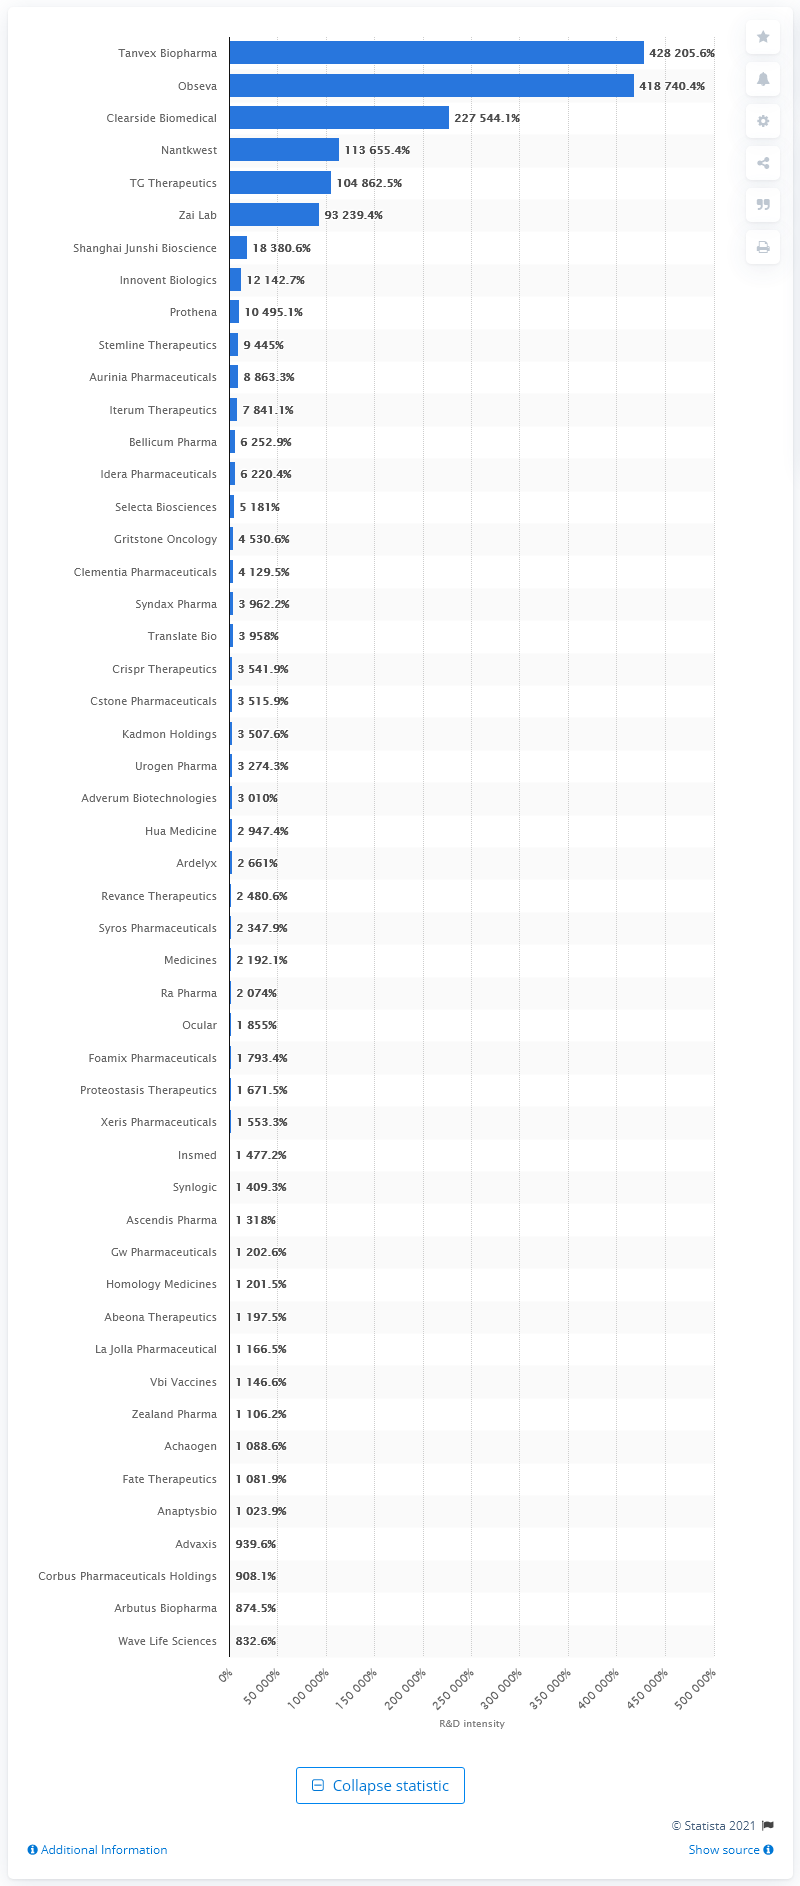 Tanvex Biopharma 428 205.6%
Obseva 418 740.4%
Clearside Biomedical 227 544.1%
Nantkwest 113 655.4%
TG Therapeutics 104 862.5%
Zai Lab 93 239.4%
Shanghai Junshi Bioscience 18 380.6%
Innovent Biologics 12 142.7%
Prothena 10 495.1%
Stemline Therapeutics 9 445%
Aurinia Pharmaceuticals 8 863.3%
Iterum Therapeutics 7 841.1%
Bellicum Pharma 6 252.9%
Idera Pharmaceuticals 6 220.4%
Selecta Biosciences 5 181%
Gritstone Oncology 4 530.6%
Clementia Pharmaceuticals 4 129.5%
Syndax Pharma 3 962.2%
Translate Bio 3 958%
Crispr Therapeutics 3 541.9%
Cstone Pharmaceuticals 3 515.9%
Kadmon Holdings 3 507.6%
Urogen Pharma 3 274.3%
Adverum Biotechnologies 3 010%
Hua Medicine 2 947.4%
Ardelyx 2 661%
Revance Therapeutics 2 480.6%
Syros Pharmaceuticals 2 347.9%
Medicines 2 192.1%
Ra Pharma 2 074%
Ocular 1 855%
Foamix Pharmaceuticals 1 793.4%
Proteostasis Therapeutics 1 671.5%
Xeris Pharmaceuticals 1 553.3%
Insmed 1 477.2%
Synlogic 1 409.3%
Ascendis Pharma 1 318%
Gw Pharmaceuticals 1 202.6%
Homology Medicines 1 201.5%
Abeona Therapeutics 1 197.5%
La Jolla Pharmaceutical 1 166.5%
Vbi Vaccines 1 146.6%
Zealand Pharma 1 106.2%
Achaogen 1 088.6%
Fate Therapeutics 1 081.9%
Anaptysbio 1 023.9%
Advaxis 939.6%
Corbus Pharmaceuticals Holdings 908.1%
Arbutus Biopharma 874.5%
Wave Life Sciences 832.6%
0% 50 000% 100 000% 150 000% 200 000% 250 000% 300 000% 350 000% 400 000% 450 000% 500 000%
R&D intensity
Collapse statistic
© Statista 2021
Additional Information Show source